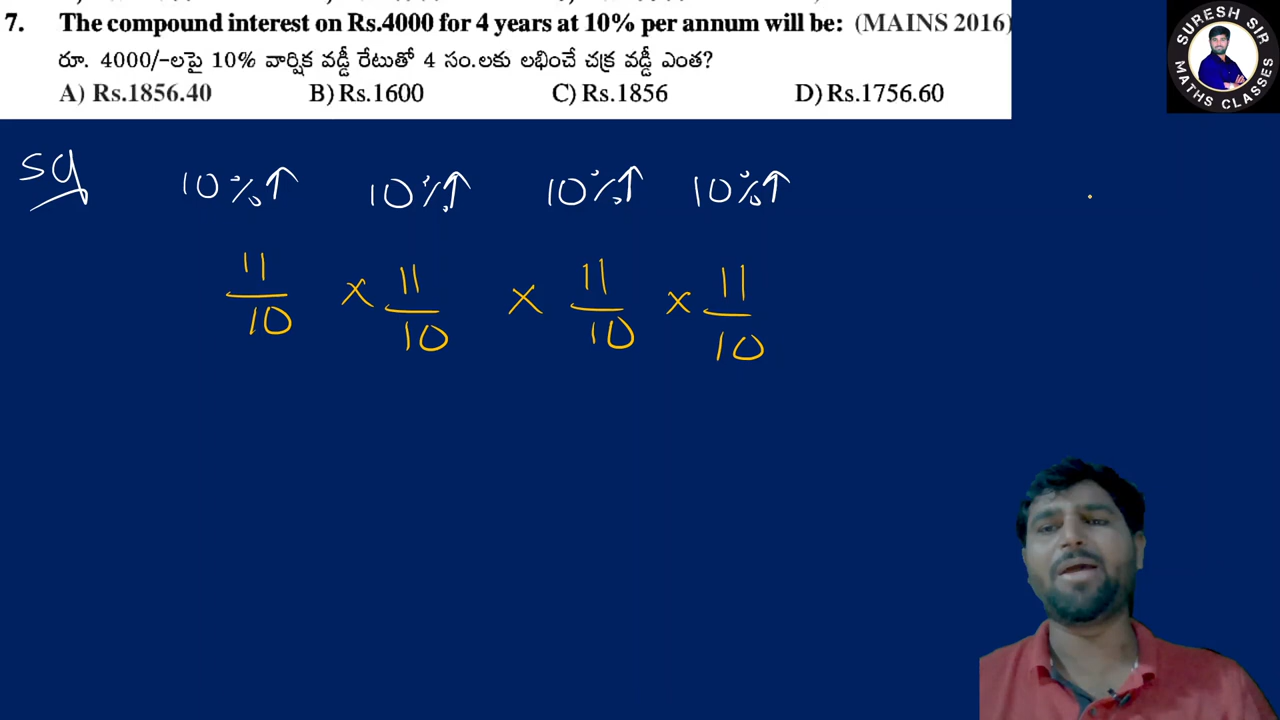 7. The compound interest on Rs.4000 for 4 years at 10% per annum will be: (MAINS 2016)
రూ. 4000/-లపై 10% వార్షిక వడ్డీ రేటుతో 4 సం.లకు లభించే చక్ర వడ్డీ ఎంత?
A) Rs.1856.40 B) Rs.1600 C) Rs.1856 D) Rs.1756.60
SURESH SIR
MATHS CLASSES
10%↑ 10%↑ 10%↑ 10%↑
11/10 × 11/10 × 11/10 × 11/10